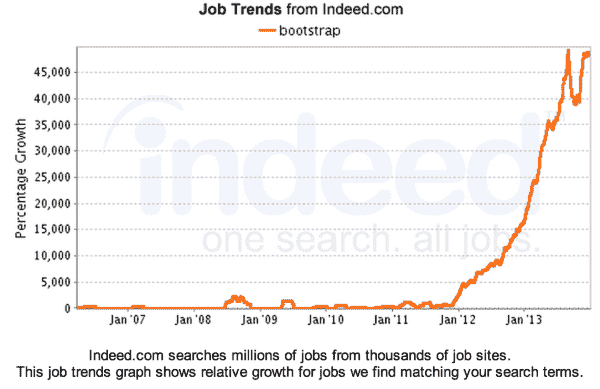 Job Trends from Indeed.com
bootstrap
indeed
one search. all jobs.
Percentage Growth
45,000
40,000
35,000
30,000
25,000
20,000
15,000
10,000
5,000
0
Jan '07 Jan '08 Jan '09 Jan '10 Jan '11 Jan '12 Jan '13
Indeed.com searches millions of jobs from thousands of job sites.
This job trends graph shows relative growth for jobs we find matching your search terms.